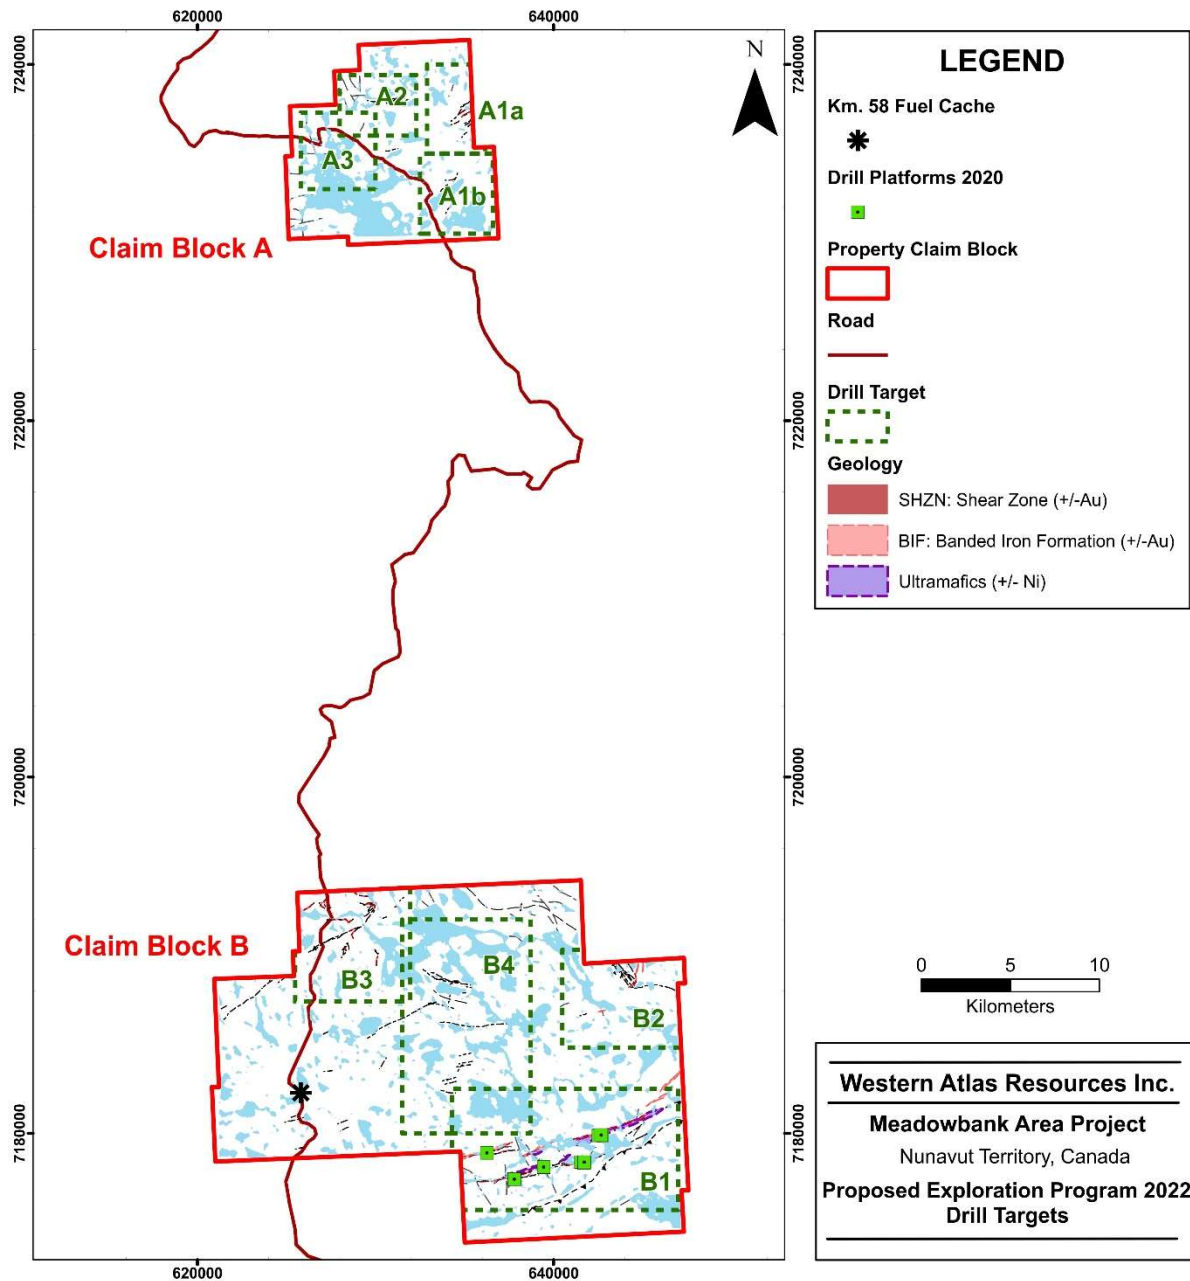 620000
640000
7240000
7220000
7200000
7180000
A2
A1a
A3
A1b
Claim Block A
Claim Block B
B3
B4
B2
B1
N
7240000
7220000
7200000
7180000
620000
640000
LEGEND
Km. 58 Fuel Cache
Drill Platforms 2020
Property Claim Block
Road
Drill Target
Geology
SHZN: Shear Zone (+/-Au)
BIF: Banded Iron Formation (+/-Au)
Ultramafics (+/- Ni)
0 5 10
Kilometers
Western Atlas Resources Inc.
Meadowbank Area Project
Nunavut Territory, Canada
Proposed Exploration Program 2022
Drill Targets